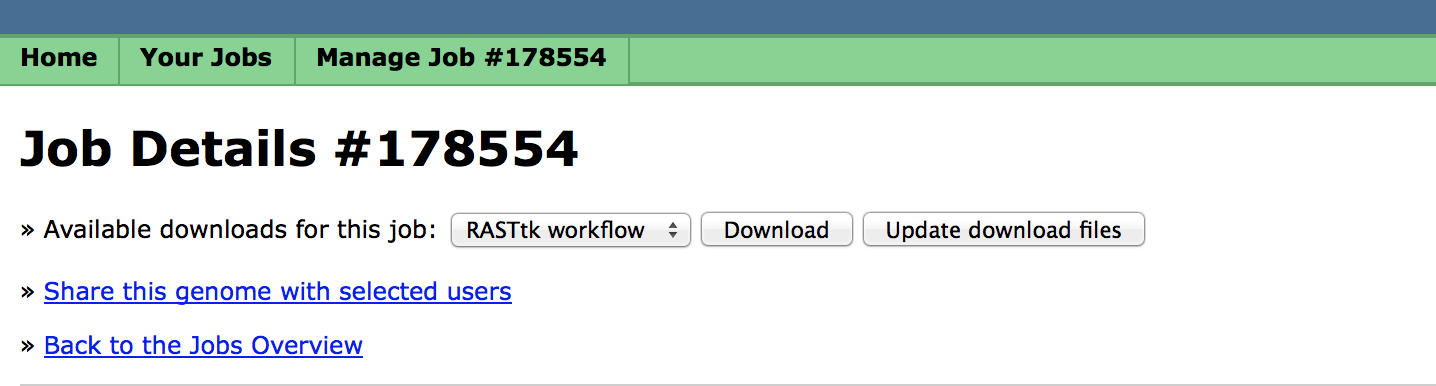 Home Your Jobs Manage Job #178554
Job Details #178554
» Available downloads for this job: RASTtk workflow Download Update download files
» Share this genome with selected users
» Back to the Jobs Overview